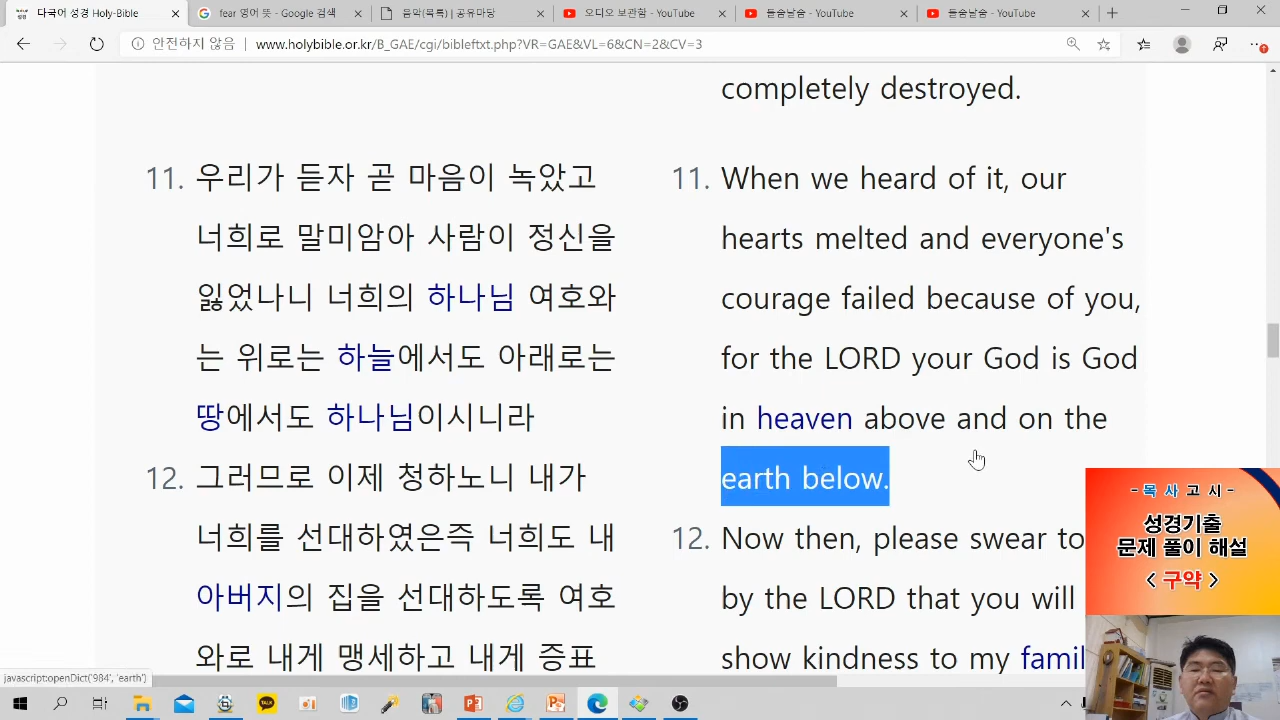 다국어 성경 Holy-Bible
fear 영어 뜻 - Google 검색
음악(목록) | 공유마당
오디오 보관함 - YouTube
돌솜날솜 - YouTube
돌솜날솜 - YouTube
안전하지 않음
www.holybible.or.kr/B_GAE/cgi/bibleftxt.php?VR=GAE&VL=6&CN=2&CV=3
completely destroyed.
11. 우리가 듣자 곧 마음이 녹았고
너희로 말미암아 사람이 정신을
잃었나니 너희의 하나님 여호와
는 위로는 하늘에서도 아래로는
땅에서도 하나님이시니라
12. 그러므로 이제 청하노니 내가
너희를 선대하였은즉 너희도 내
아버지의 집을 선대하도록 여호
와로 내게 맹세하고 내게 증표
11. When we heard of it, our
hearts melted and everyone's
courage failed because of you,
for the LORD your God is God
in heaven above and on the
earth below.
12. Now then, please swear to
by the LORD that you will
show kindness to my famil
- 목 사 고 시 -
성경기출
문제 풀이 해설
< 구약 >
javascript:openDict('984', 'earth')
TALK